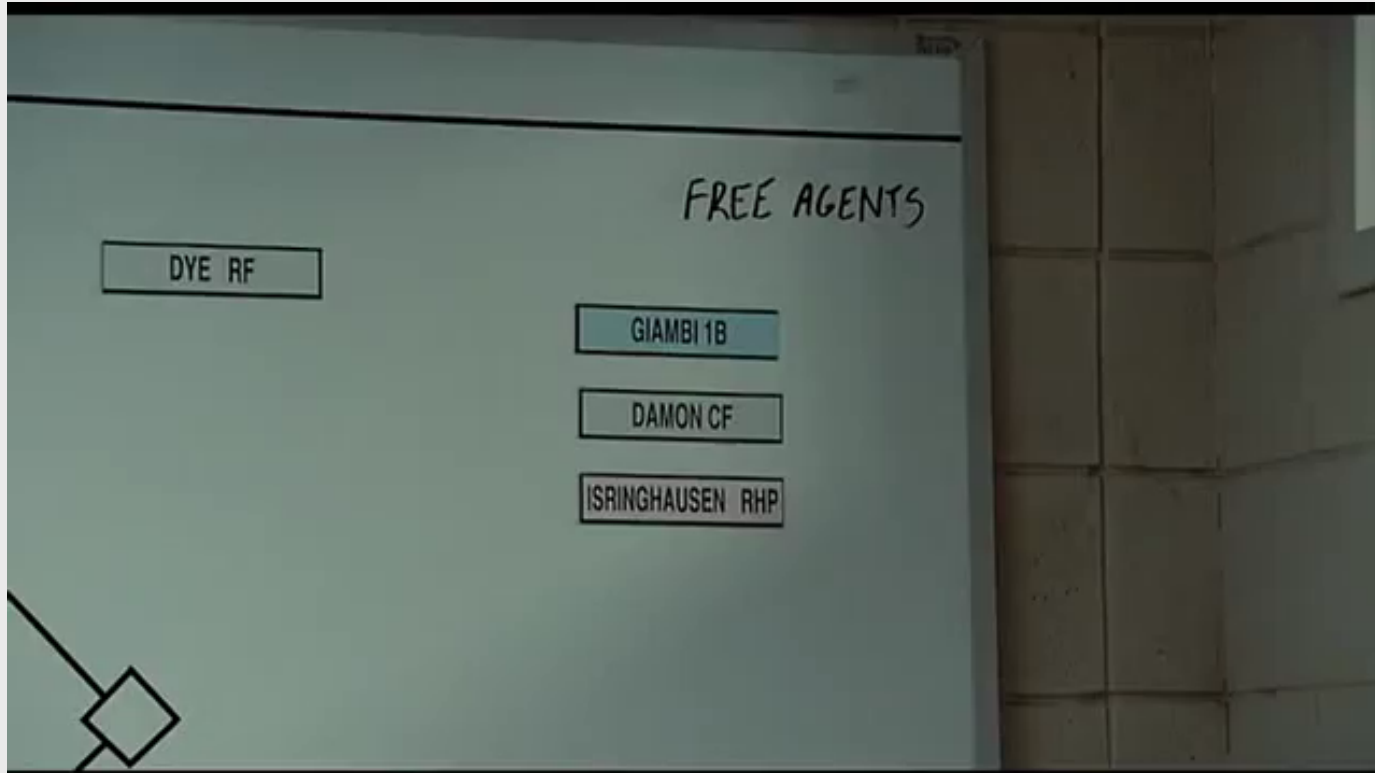 FREE AGENTS
DYE RF
GIAMBI 1B
DAMON CF
ISRINGHAUSEN RHP